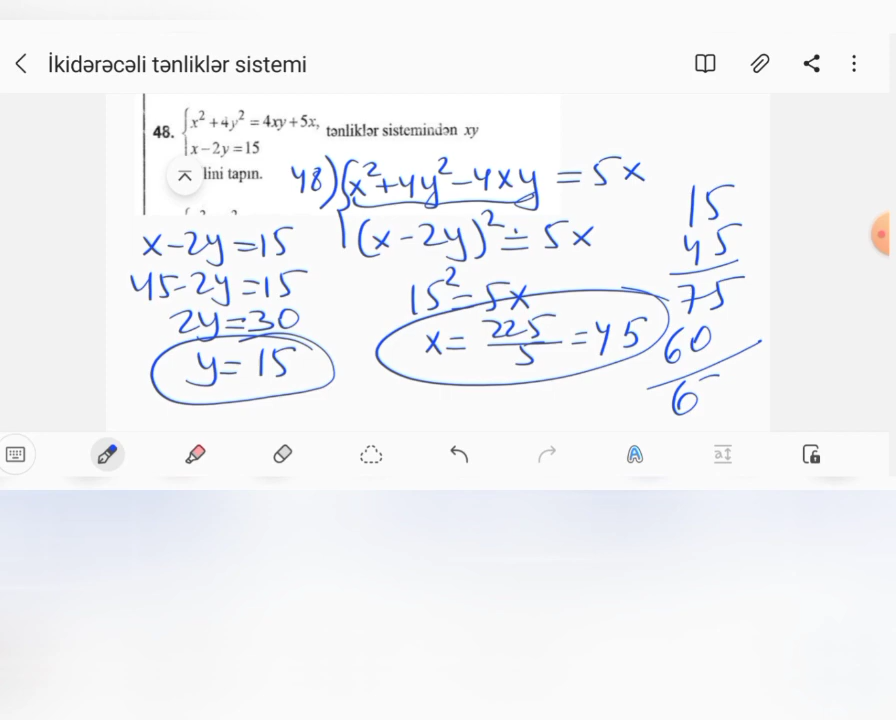 İkidərəcəli tənliklər sistemi
48. { x² + 4y² = 4xy + 5x,
x − 2y = 15
tənliklər sistemindən xy
lini tapın.
48) { x² + 4y² − 4xy = 5x
(x − 2y)² = 5x
15² = 5x
x = 225/5 = 45
x − 2y = 15
45 − 2y = 15
2y = 30
y = 15
15
45
75
60
6